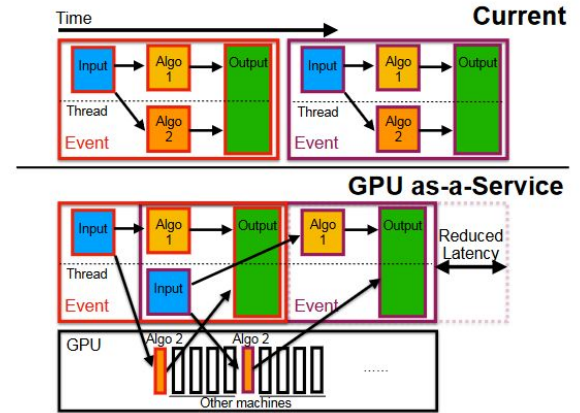 Current
Time
Input
Algo
1
Output
Input
Algo
1
Output
Thread
Thread
Algo
2
Algo
2
Event
Event
GPU as-a-Service
Input
Algo
1
Output
Algo
1
Output
Reduced
Latency
Thread
Input
Event
Event
GPU
Algo 2
Algo 2
......
Other machines